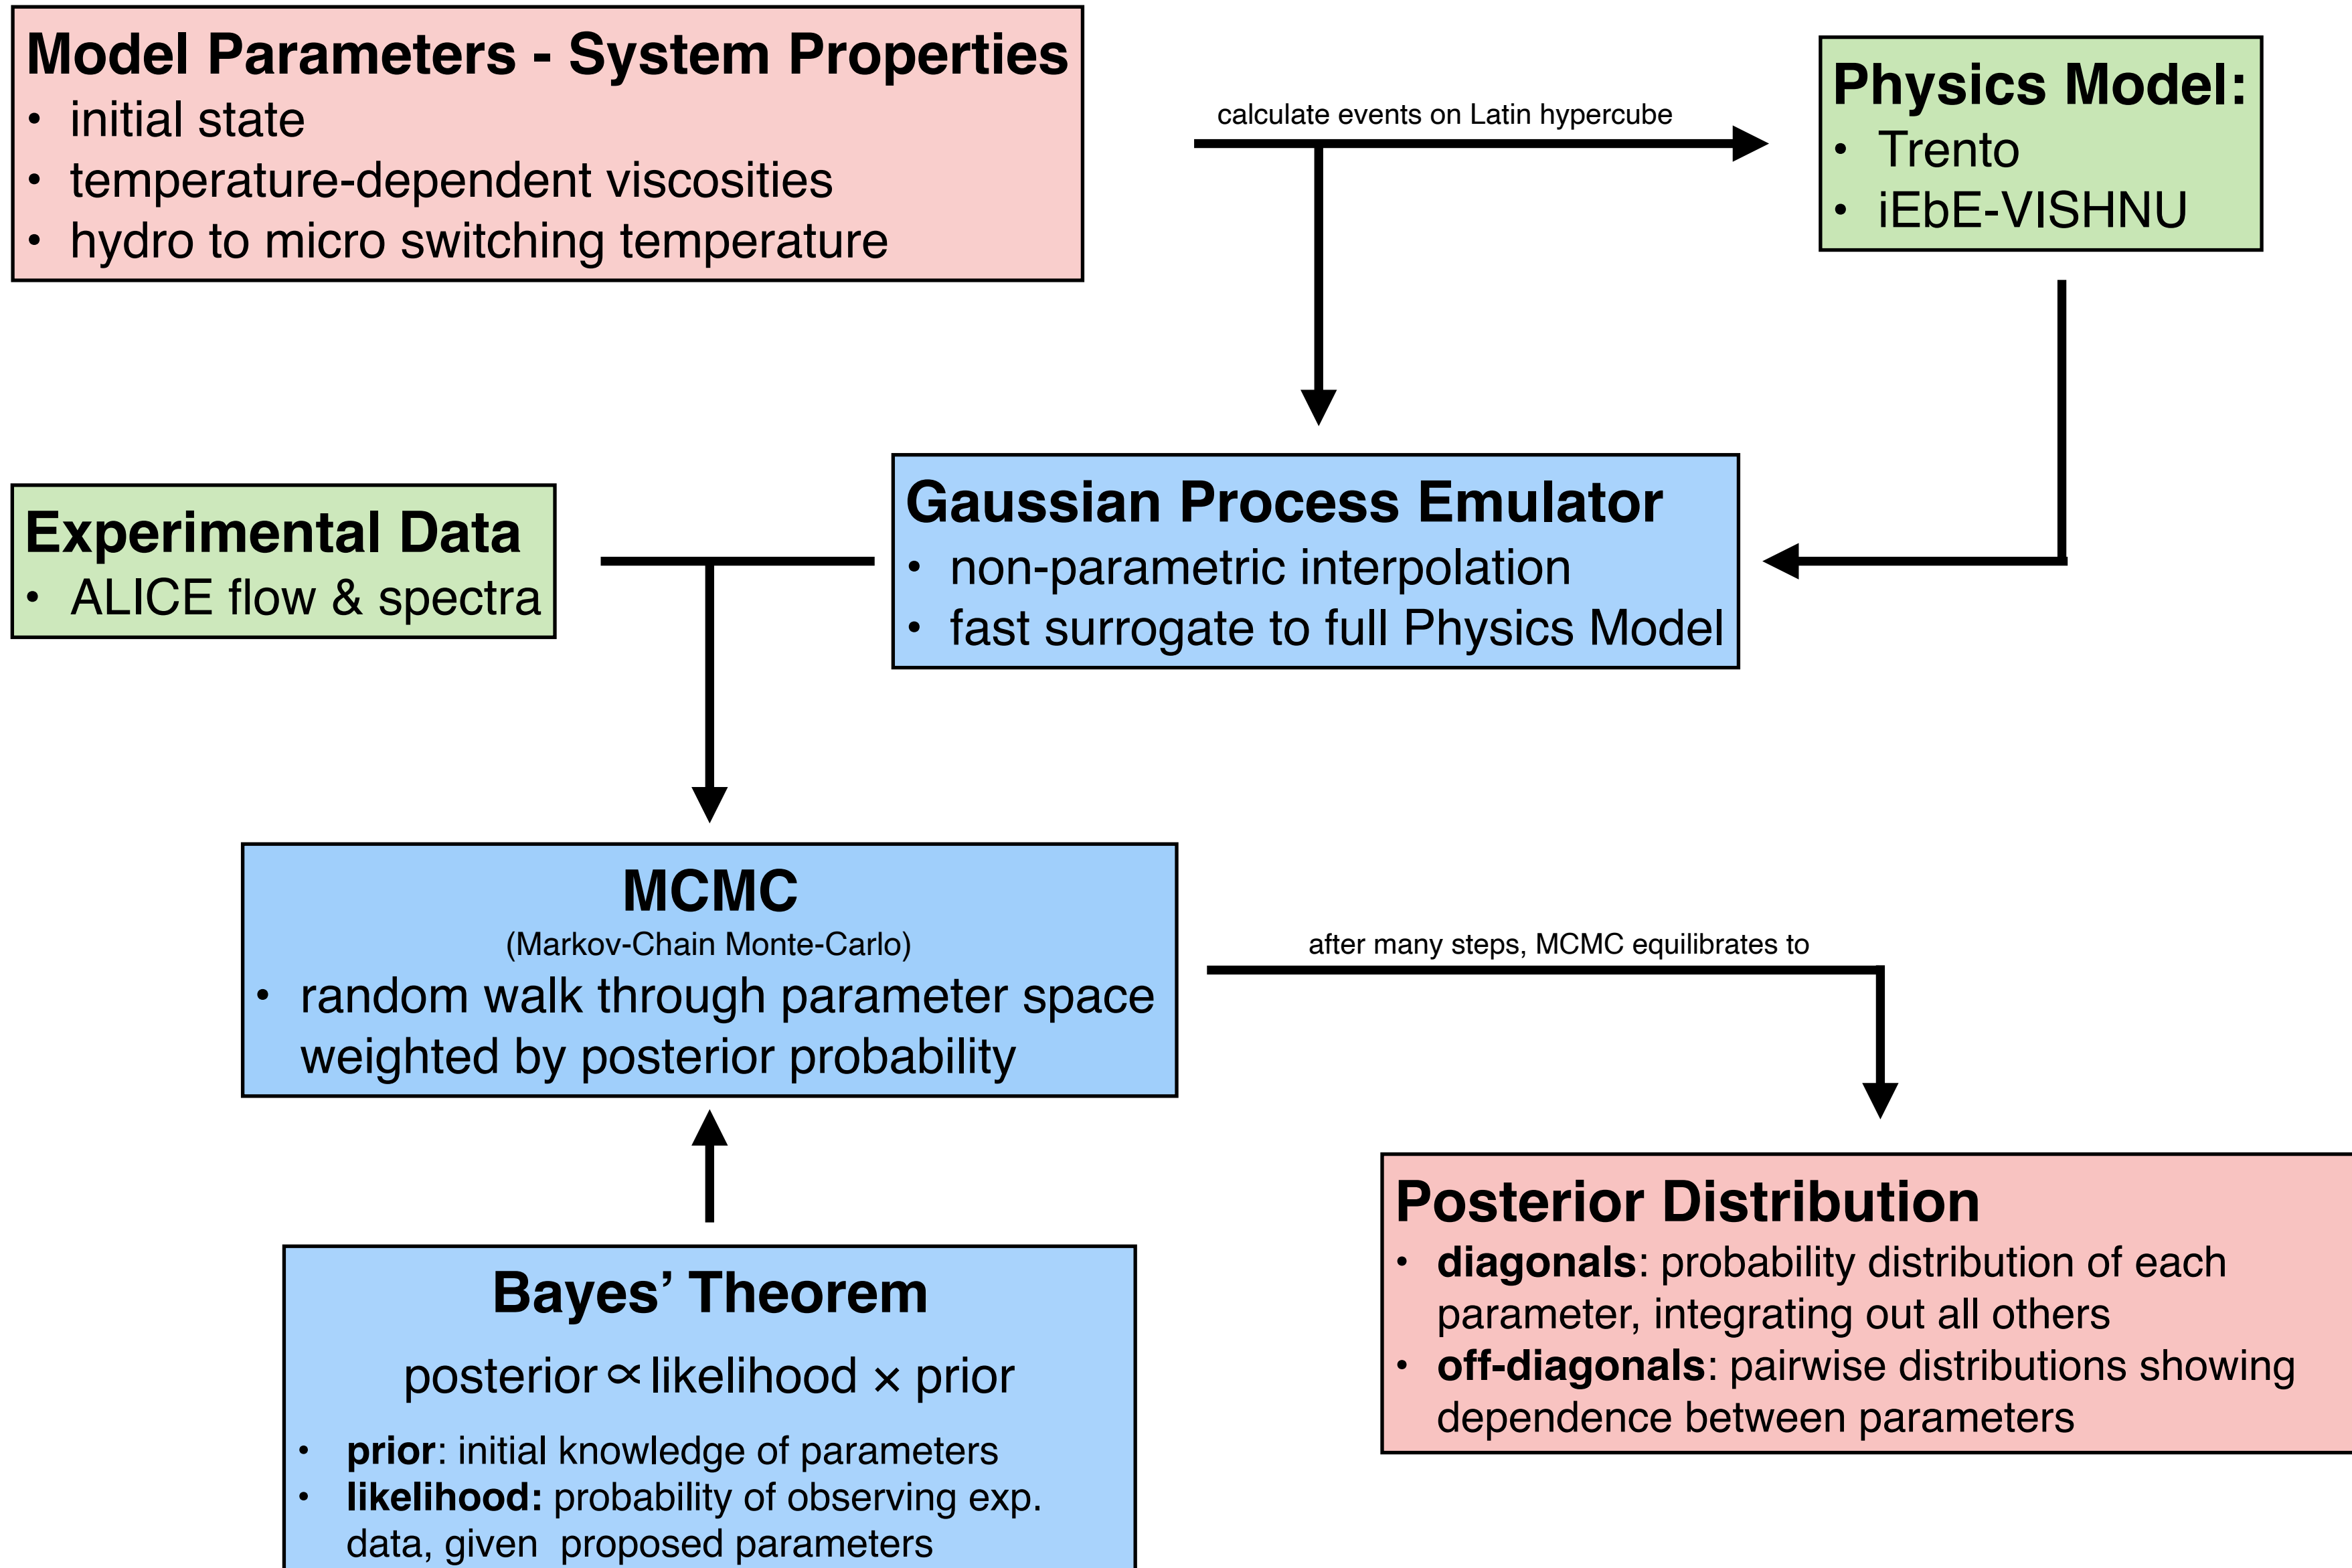 Model Parameters - System Properties
• initial state
• temperature-dependent viscosities
• hydro to micro switching temperature
calculate events on Latin hypercube
Physics Model:
• Trento
• iEbE-VISHNU
Experimental Data
• ALICE flow & spectra
Gaussian Process Emulator
• non-parametric interpolation
• fast surrogate to full Physics Model
MCMC
(Markov-Chain Monte-Carlo)
• random walk through parameter space
weighted by posterior probability
after many steps, MCMC equilibrates to
Bayes’ Theorem
posterior ∝ likelihood × prior
• prior: initial knowledge of parameters
• likelihood: probability of observing exp.
data, given proposed parameters
Posterior Distribution
• diagonals: probability distribution of each
parameter, integrating out all others
• off-diagonals: pairwise distributions showing
dependence between parameters